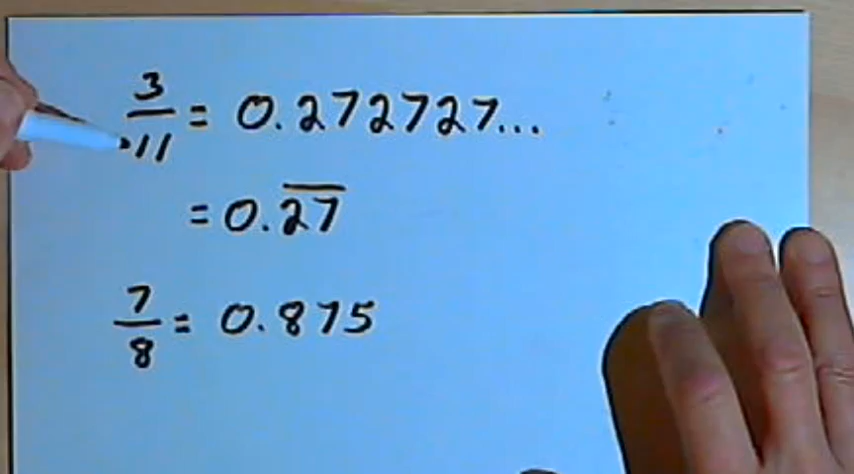 3/11 = 0.272727...
= 0.2̅7̅
7/8 = 0.875